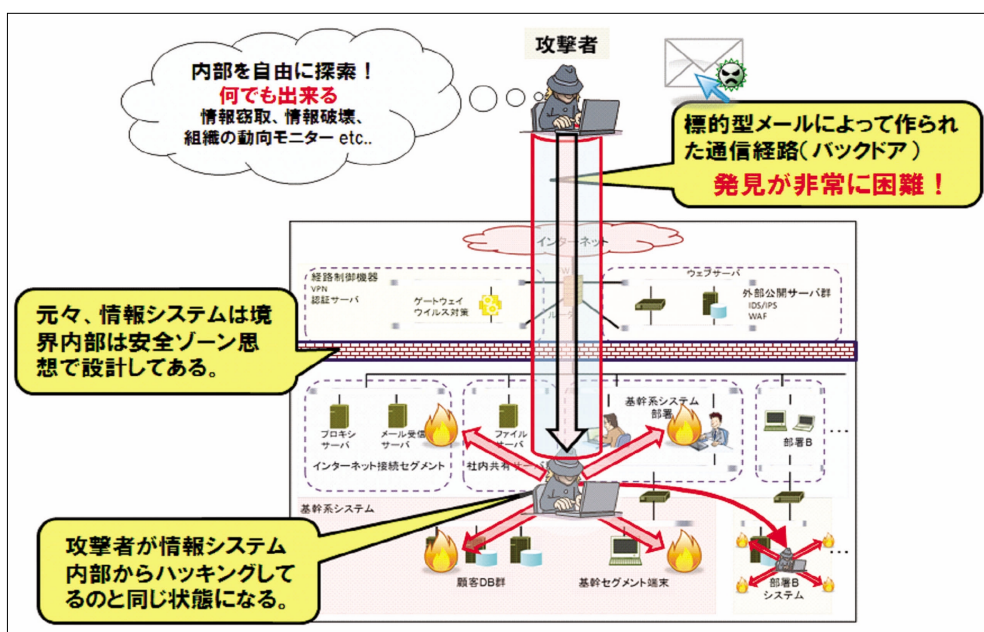 攻撃者
内部を自由に探索！
何でも出来る
情報窃取、情報破壊、
組織の動向モニター etc..
標的型メールによって作られ
た通信経路(バックドア)
発見が非常に困難！
インターネット
経路制御機器
VPN
認証サーバ
ゲートウェイ
ウイルス対策
ウェブサーバ
外部公開サーバ群
IDS/IPS
WAF
元々、情報システムは境
界内部は安全ゾーン思
想で設計してある。
プロキシ
サーバ
メール受信
サーバ
インターネット接続セグメント
ファイル
サーバ
社内共有サーバ
基幹系システム
部署
部署B
基幹系システム
攻撃者が情報システム
内部からハッキングして
るのと同じ状態になる。
顧客DB群
基幹セグメント端末
部署B
システム